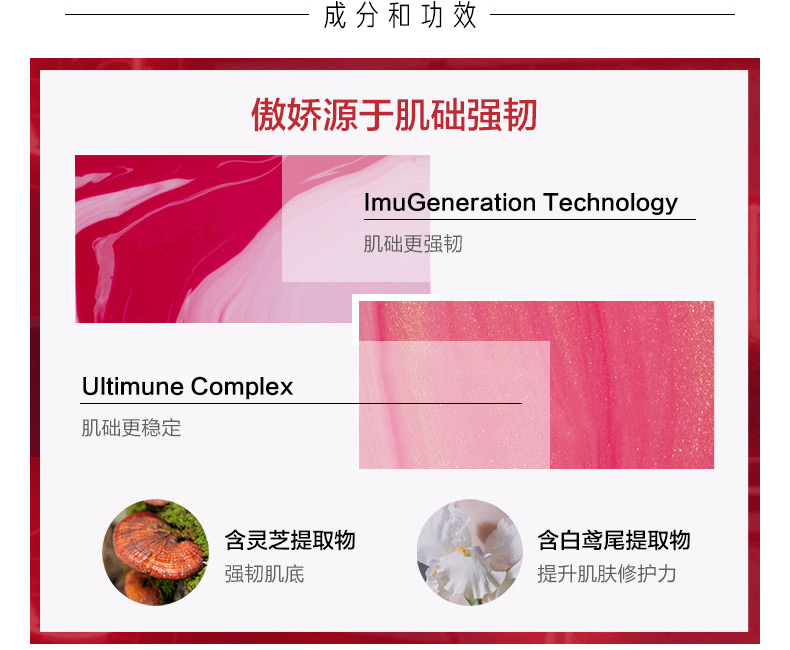 成分和功效
傲娇源于肌础强韧
ImuGeneration Technology
肌础更强韧
Ultimune Complex
肌础更稳定
含灵芝提取物
强韧肌底
含白鸢尾提取物
提升肌肤修护力